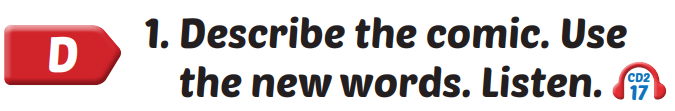 D 1. Describe the comic. Use
the new words. Listen. CD2
17